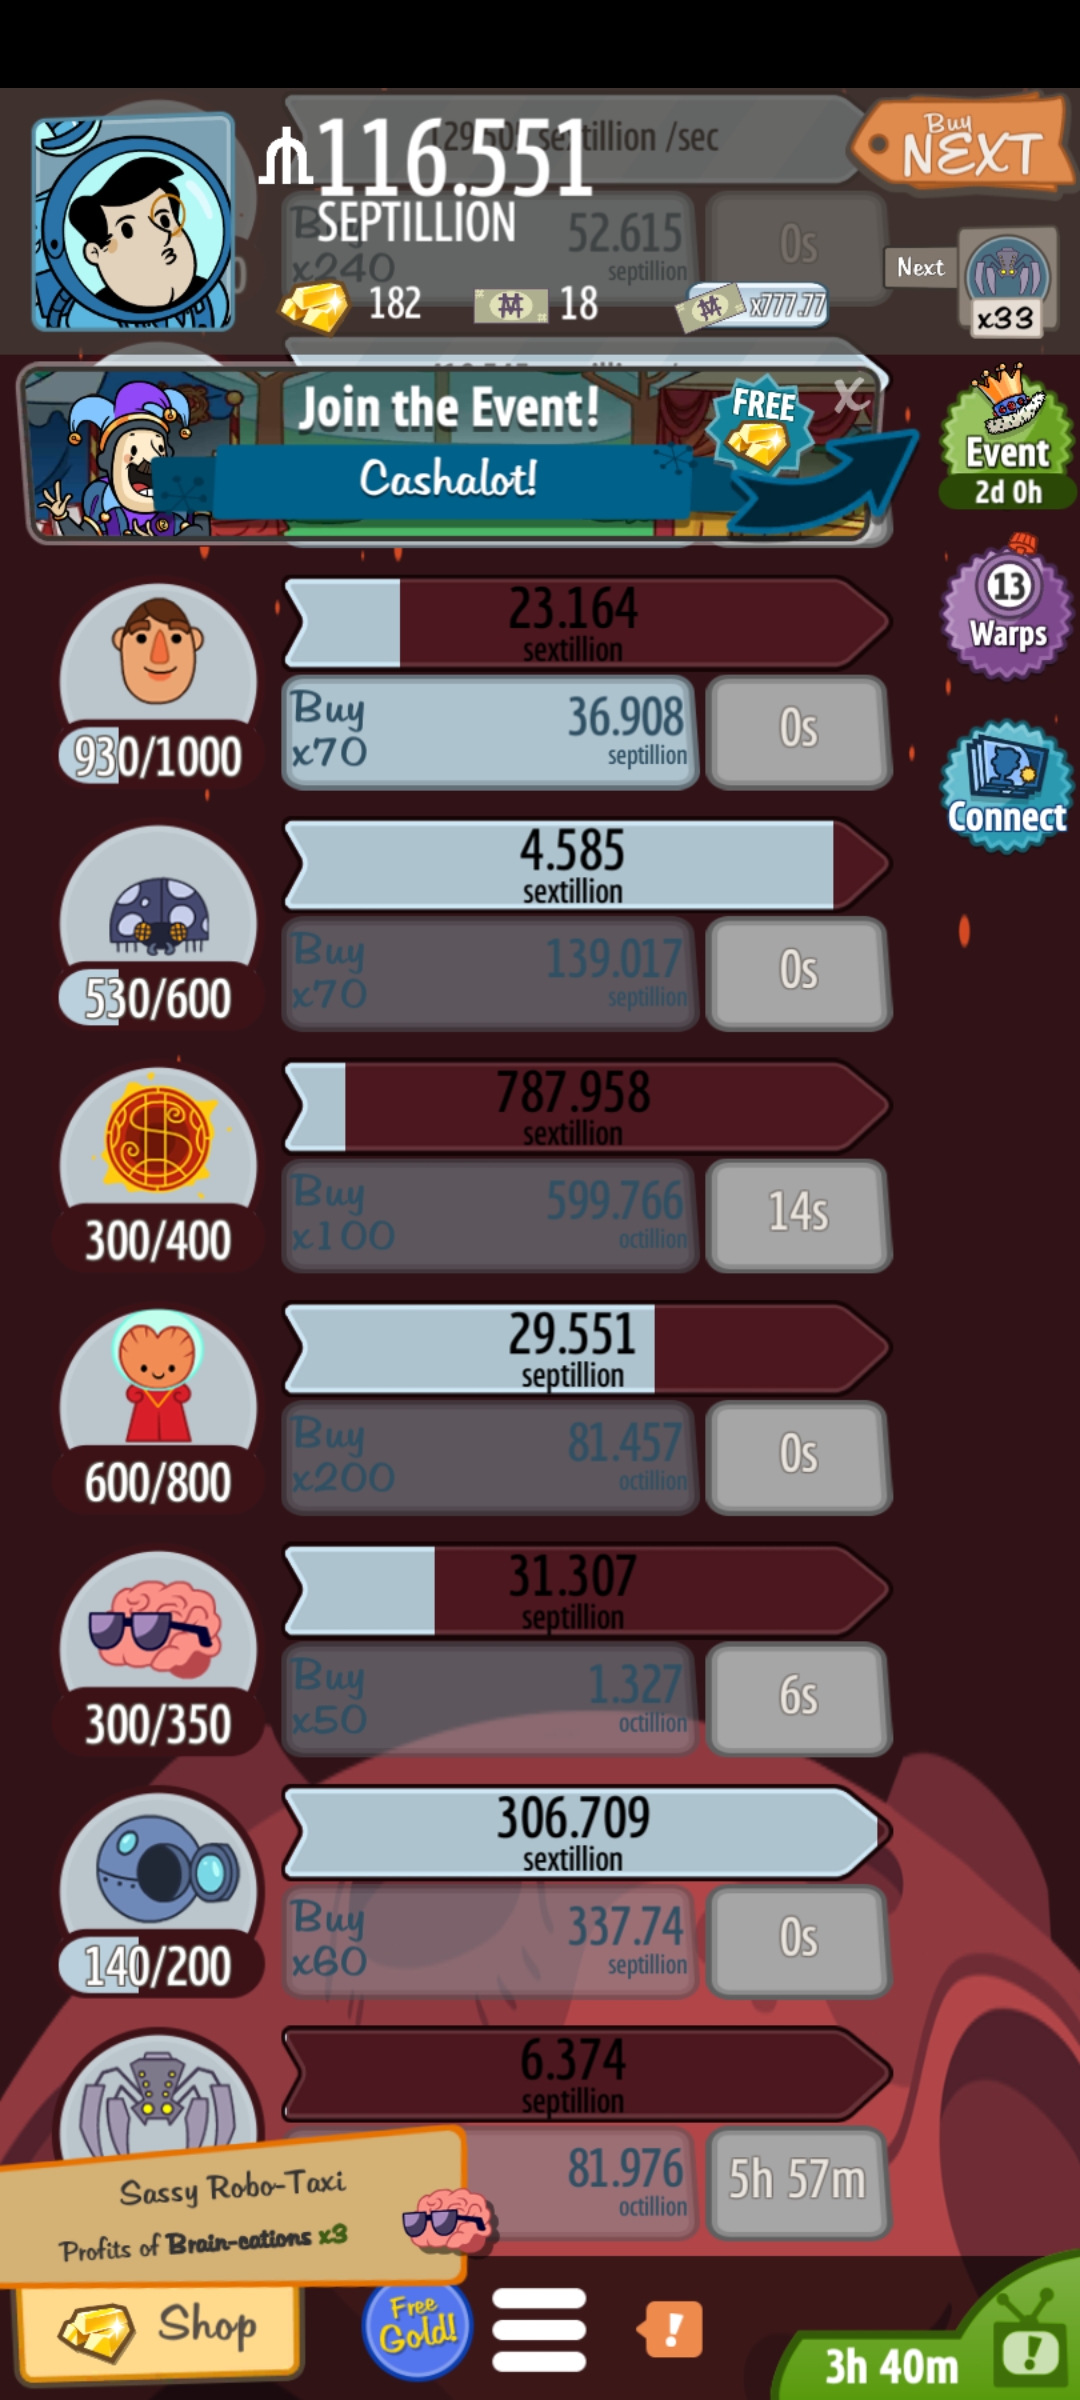 116.551
SEPTILLION
sextillion /sec
Buy
NEXT
x240
52.615
septillion
0s
Next
x33
182
18
x777.77
Join the Event!
Cashalot!
FREE
X
Event
2d 0h
13
Warps
Connect
23.164
sextillion
930/1000
Buy
x70
36.908
septillion
0s
4.585
sextillion
530/600
Buy
x70
139.017
septillion
0s
787.958
sextillion
300/400
Buy
x100
599.766
octillion
14s
29.551
septillion
600/800
Buy
x200
81.457
octillion
0s
31.307
septillion
300/350
Buy
x50
1.327
octillion
6s
306.709
sextillion
140/200
Buy
x60
337.74
septillion
0s
6.374
septillion
81.976
octillion
5h 57m
Sassy Robo-Taxi
Profits of Brain-cations x3
Shop
Free
Gold!
!
3h 40m
!